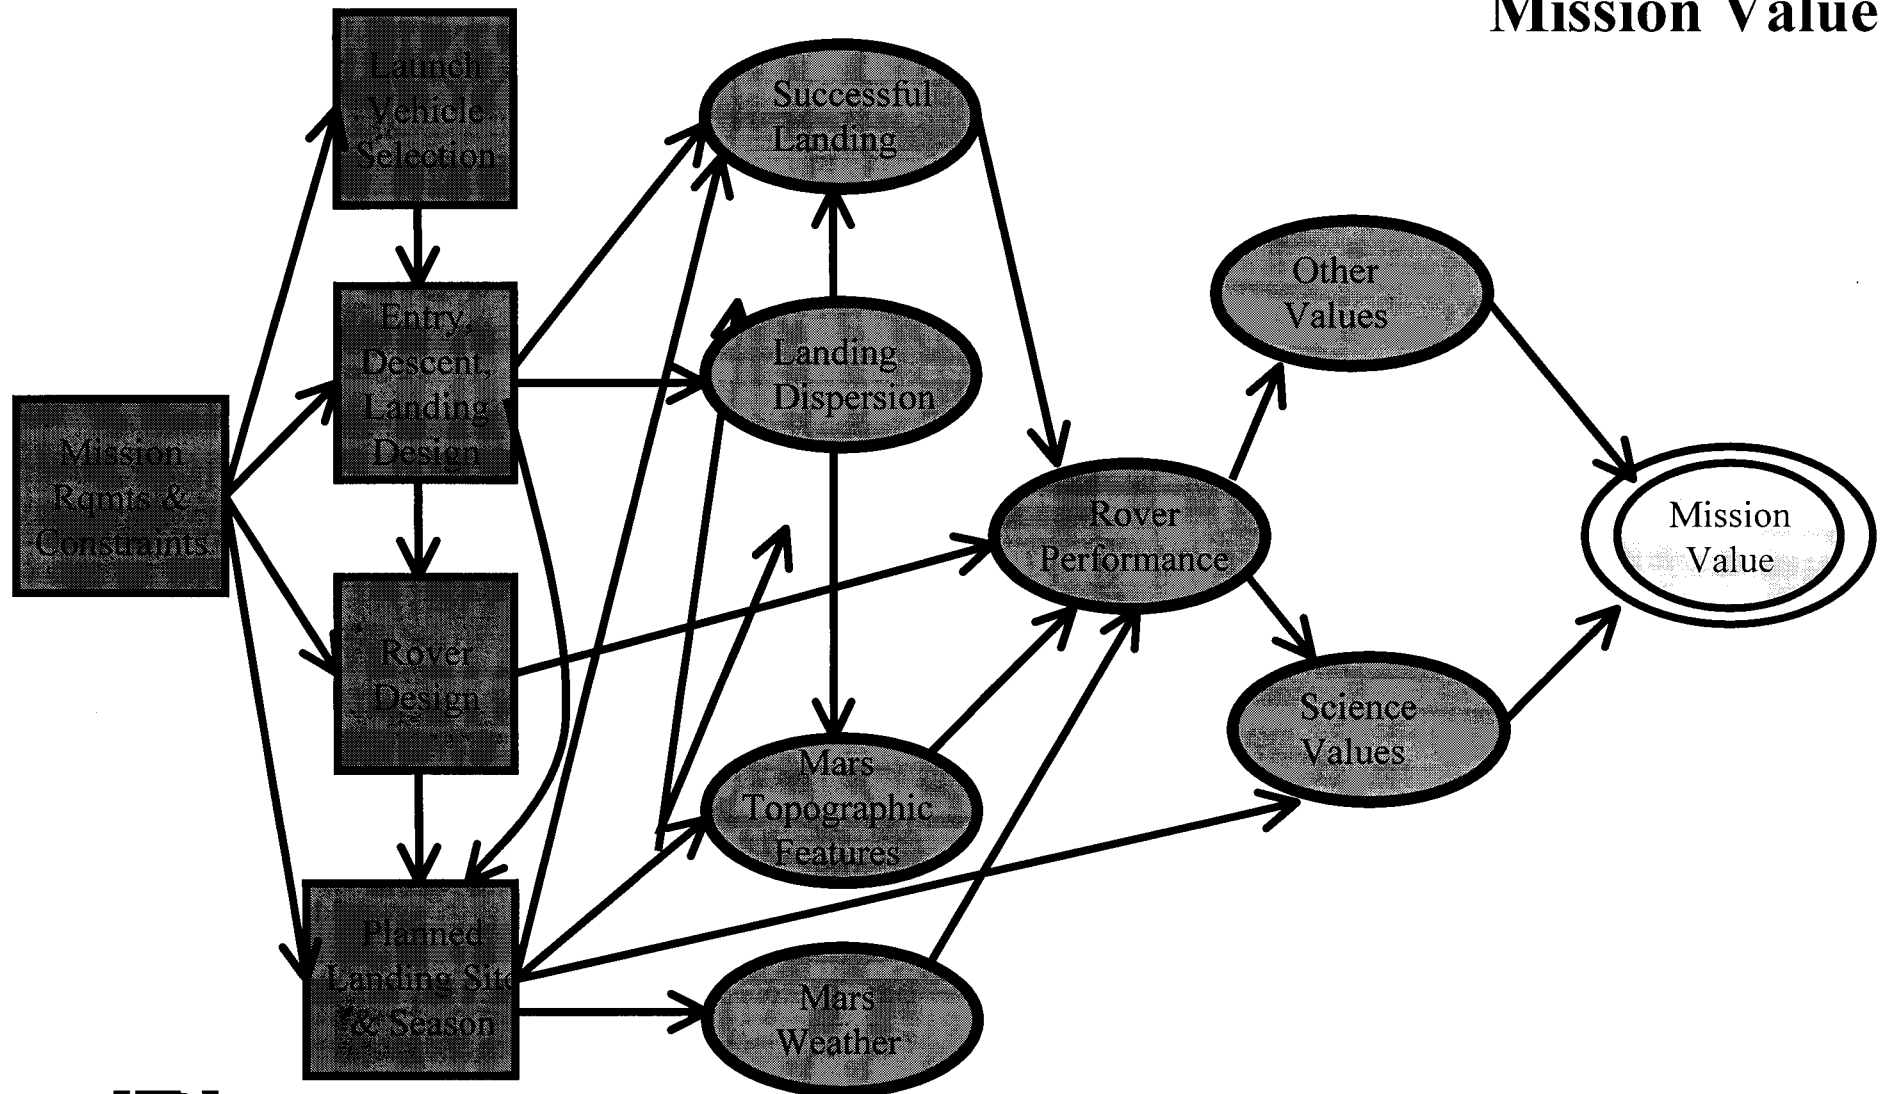 Mission Value
Launch
Vehicle
Selection
Successful
Landing
Other
Values
Entry,
Descent,
Landing
Design
Landing
Dispersion
Mission
Rqmts &
Constraints
Rover
Performance
Mission
Value
Rover
Design
Mars
Topographic
Features
Science
Values
Planned
Landing Site
& Season
Mars
Weather